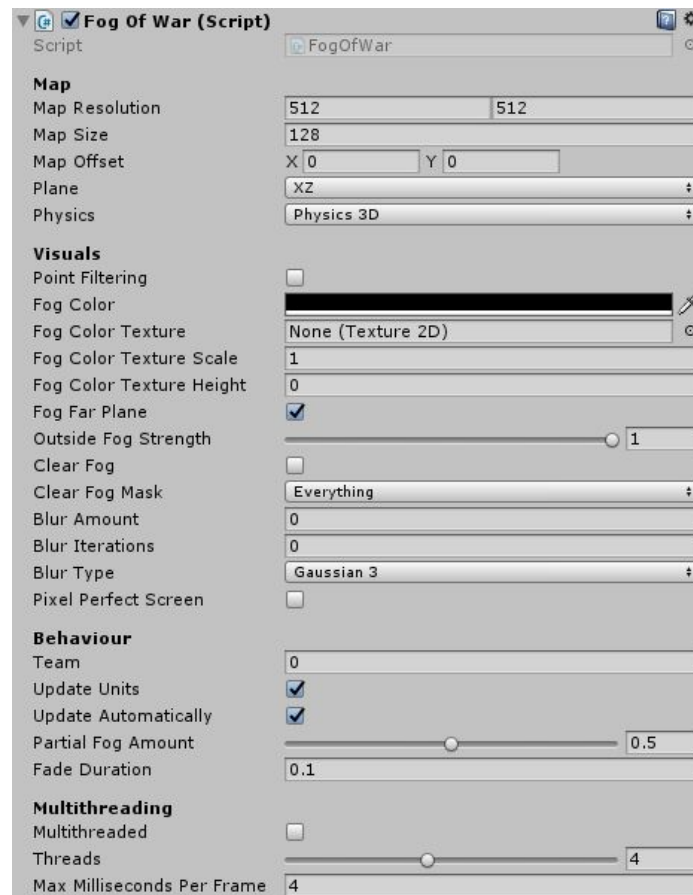 Fog Of War (Script)
Script FogOfWar
Map
Map Resolution 512 512
Map Size 128
Map Offset X 0 Y 0
Plane XZ
Physics Physics 3D
Visuals
Point Filtering
Fog Color
Fog Color Texture None (Texture 2D)
Fog Color Texture Scale 1
Fog Color Texture Height 0
Fog Far Plane
Outside Fog Strength 1
Clear Fog
Clear Fog Mask Everything
Blur Amount 0
Blur Iterations 0
Blur Type Gaussian 3
Pixel Perfect Screen
Behaviour
Team 0
Update Units
Update Automatically
Partial Fog Amount 0.5
Fade Duration 0.1
Multithreading
Multithreaded
Threads 4
Max Milliseconds Per Frame 4